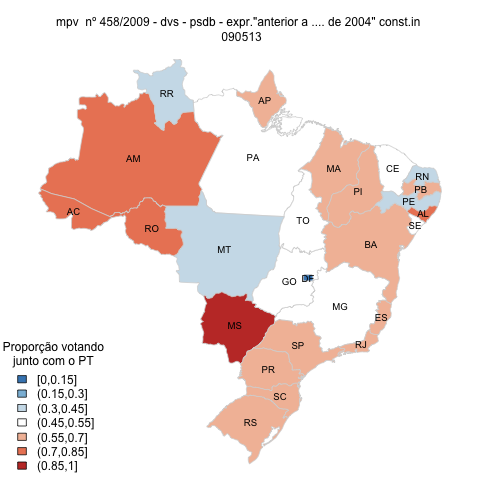 mpv  nº 458/2009 - dvs - psdb - expr."anterior a .... de 2004" const.in
090513
RR
AP
AM
PA
MA
CE
RN
PB
PE
PI
AL
SE
AC
RO
TO
MT
BA
GO
DF
MG
MS
ES
SP
RJ
PR
SC
RS
Proporção votando
junto com o PT
[0,0.15]
(0.15,0.3]
(0.3,0.45]
(0.45,0.55]
(0.55,0.7]
(0.7,0.85]
(0.85,1]